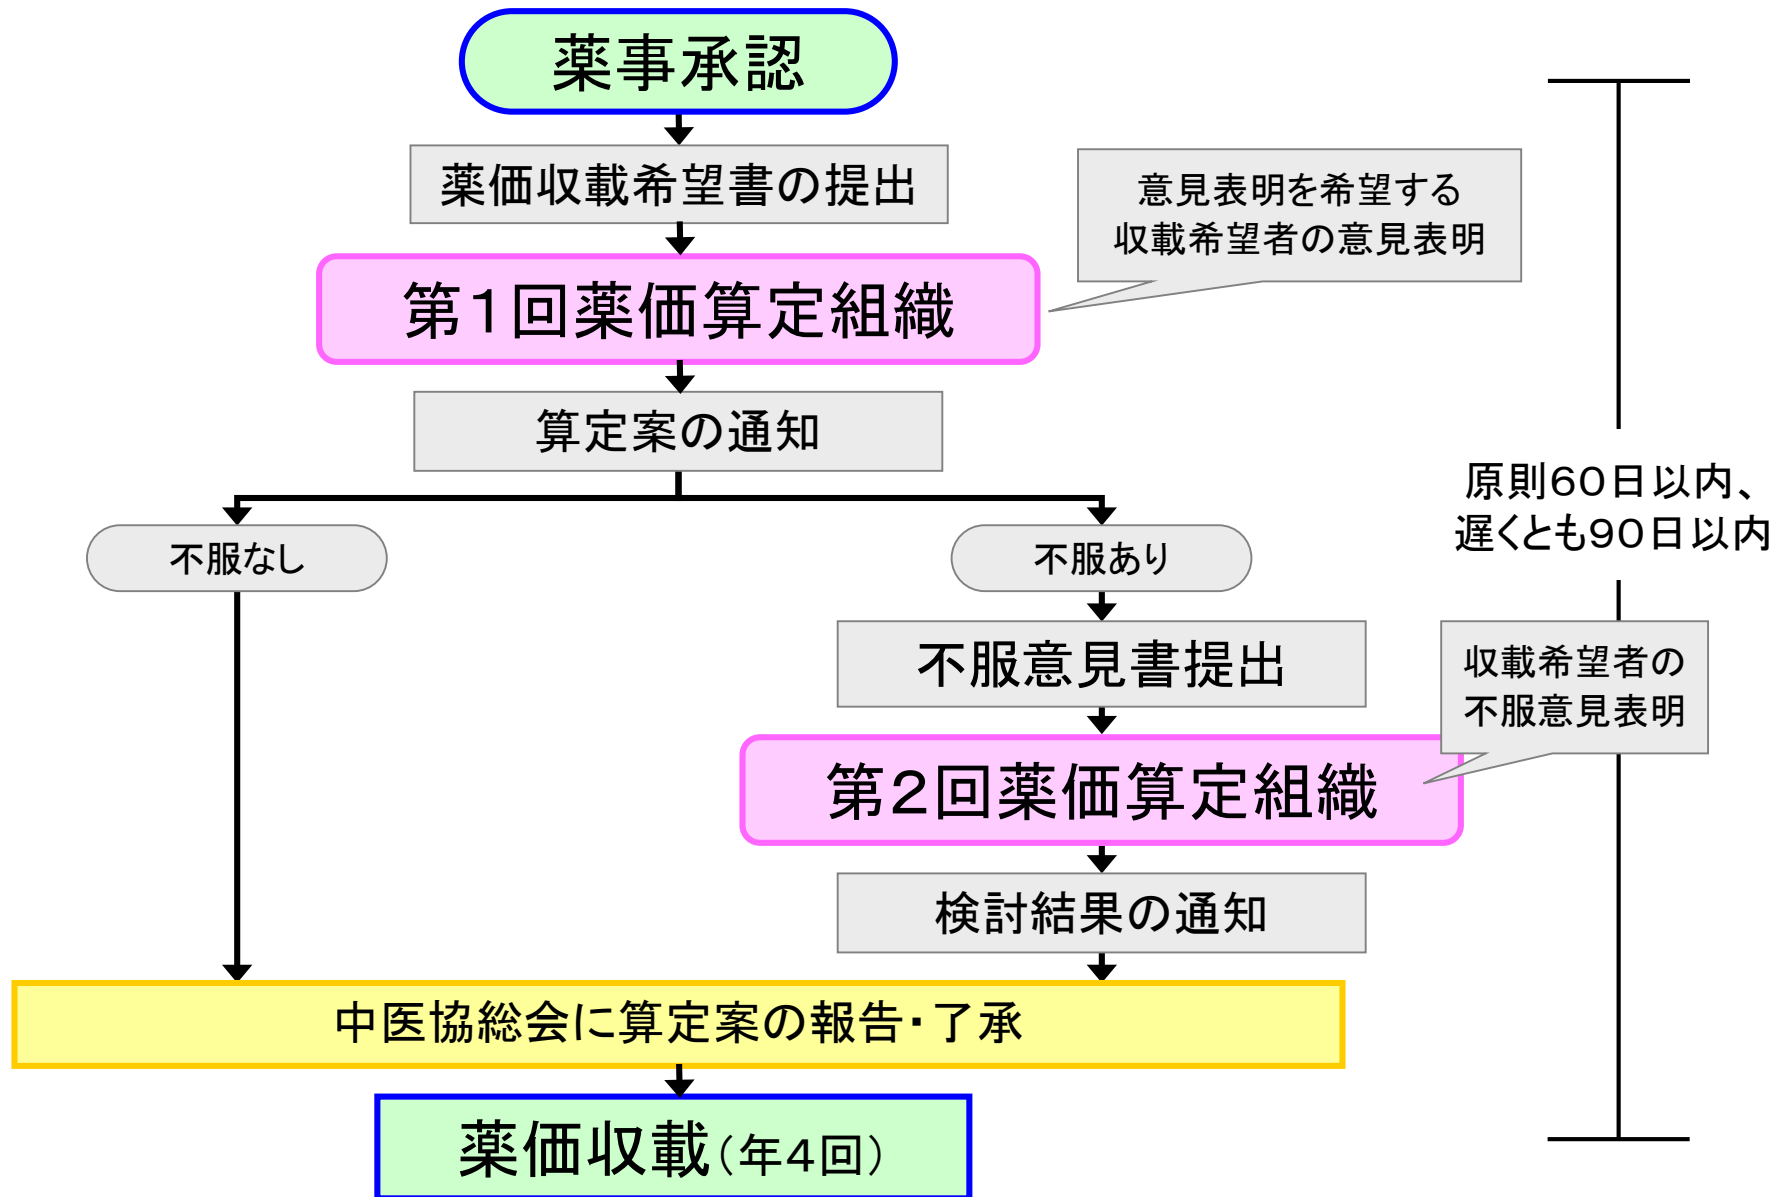 薬事承認
薬価収載希望書の提出
意見表明を希望する
収載希望者の意見表明
第1回薬価算定組織
算定案の通知
原則60日以内、
遅くとも90日以内
不服なし
不服あり
不服意見書提出
収載希望者の
不服意見表明
第2回薬価算定組織
検討結果の通知
中医協総会に算定案の報告・了承
薬価収載（年4回）